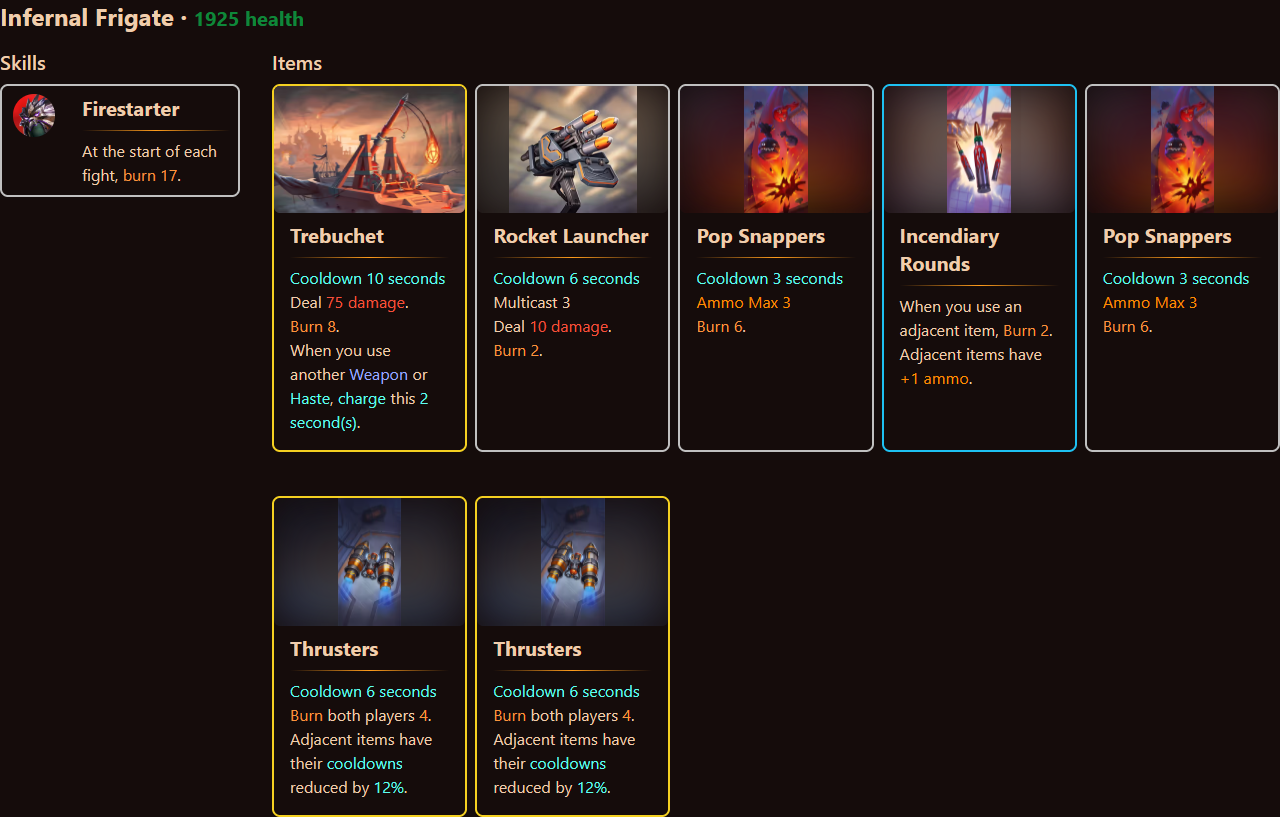 Infernal Frigate · 1925 health
Skills
Firestarter
At the start of each
fight, burn 17.
Items
Trebuchet
Cooldown 10 seconds
Deal 75 damage.
Burn 8.
When you use
another Weapon or
Haste, charge this 2
second(s).
Rocket Launcher
Cooldown 6 seconds
Multicast 3
Deal 10 damage.
Burn 2.
Pop Snappers
Cooldown 3 seconds
Ammo Max 3
Burn 6.
Incendiary
Rounds
When you use an
adjacent item, Burn 2.
Adjacent items have
+1 ammo.
Pop Snappers
Cooldown 3 seconds
Ammo Max 3
Burn 6.
Thrusters
Cooldown 6 seconds
Burn both players 4.
Adjacent items have
their cooldowns
reduced by 12%.
Thrusters
Cooldown 6 seconds
Burn both players 4.
Adjacent items have
their cooldowns
reduced by 12%.